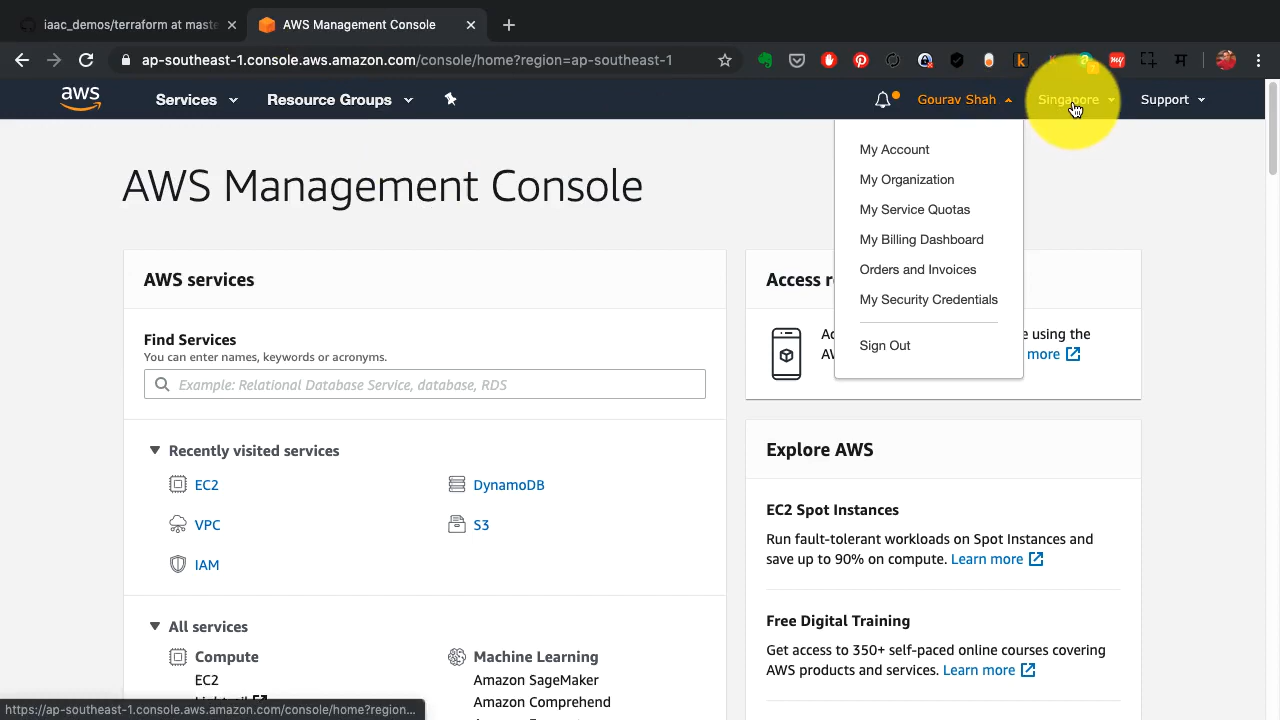 iaac_demos/terraform at maste
AWS Management Console
ap-southeast-1.console.aws.amazon.com/console/home?region=ap-southeast-1
aws
Services
Resource Groups
Gourav Shah
Singapore
Support
My Account
My Organization
My Service Quotas
My Billing Dashboard
Orders and Invoices
My Security Credentials
Sign Out
AWS Management Console
AWS services
Find Services
You can enter names, keywords or acronyms.
Example: Relational Database Service, database, RDS
Recently visited services
EC2
DynamoDB
VPC
S3
IAM
All services
Compute
EC2
Machine Learning
Amazon SageMaker
Amazon Comprehend
Access
e using the
more
Explore AWS
EC2 Spot Instances
Run fault-tolerant workloads on Spot Instances and
save up to 90% on compute. Learn more
Free Digital Training
Get access to 350+ self-paced online courses covering
AWS products and services. Learn more
https://ap-southeast-1.console.aws.amazon.com/console/home?region...